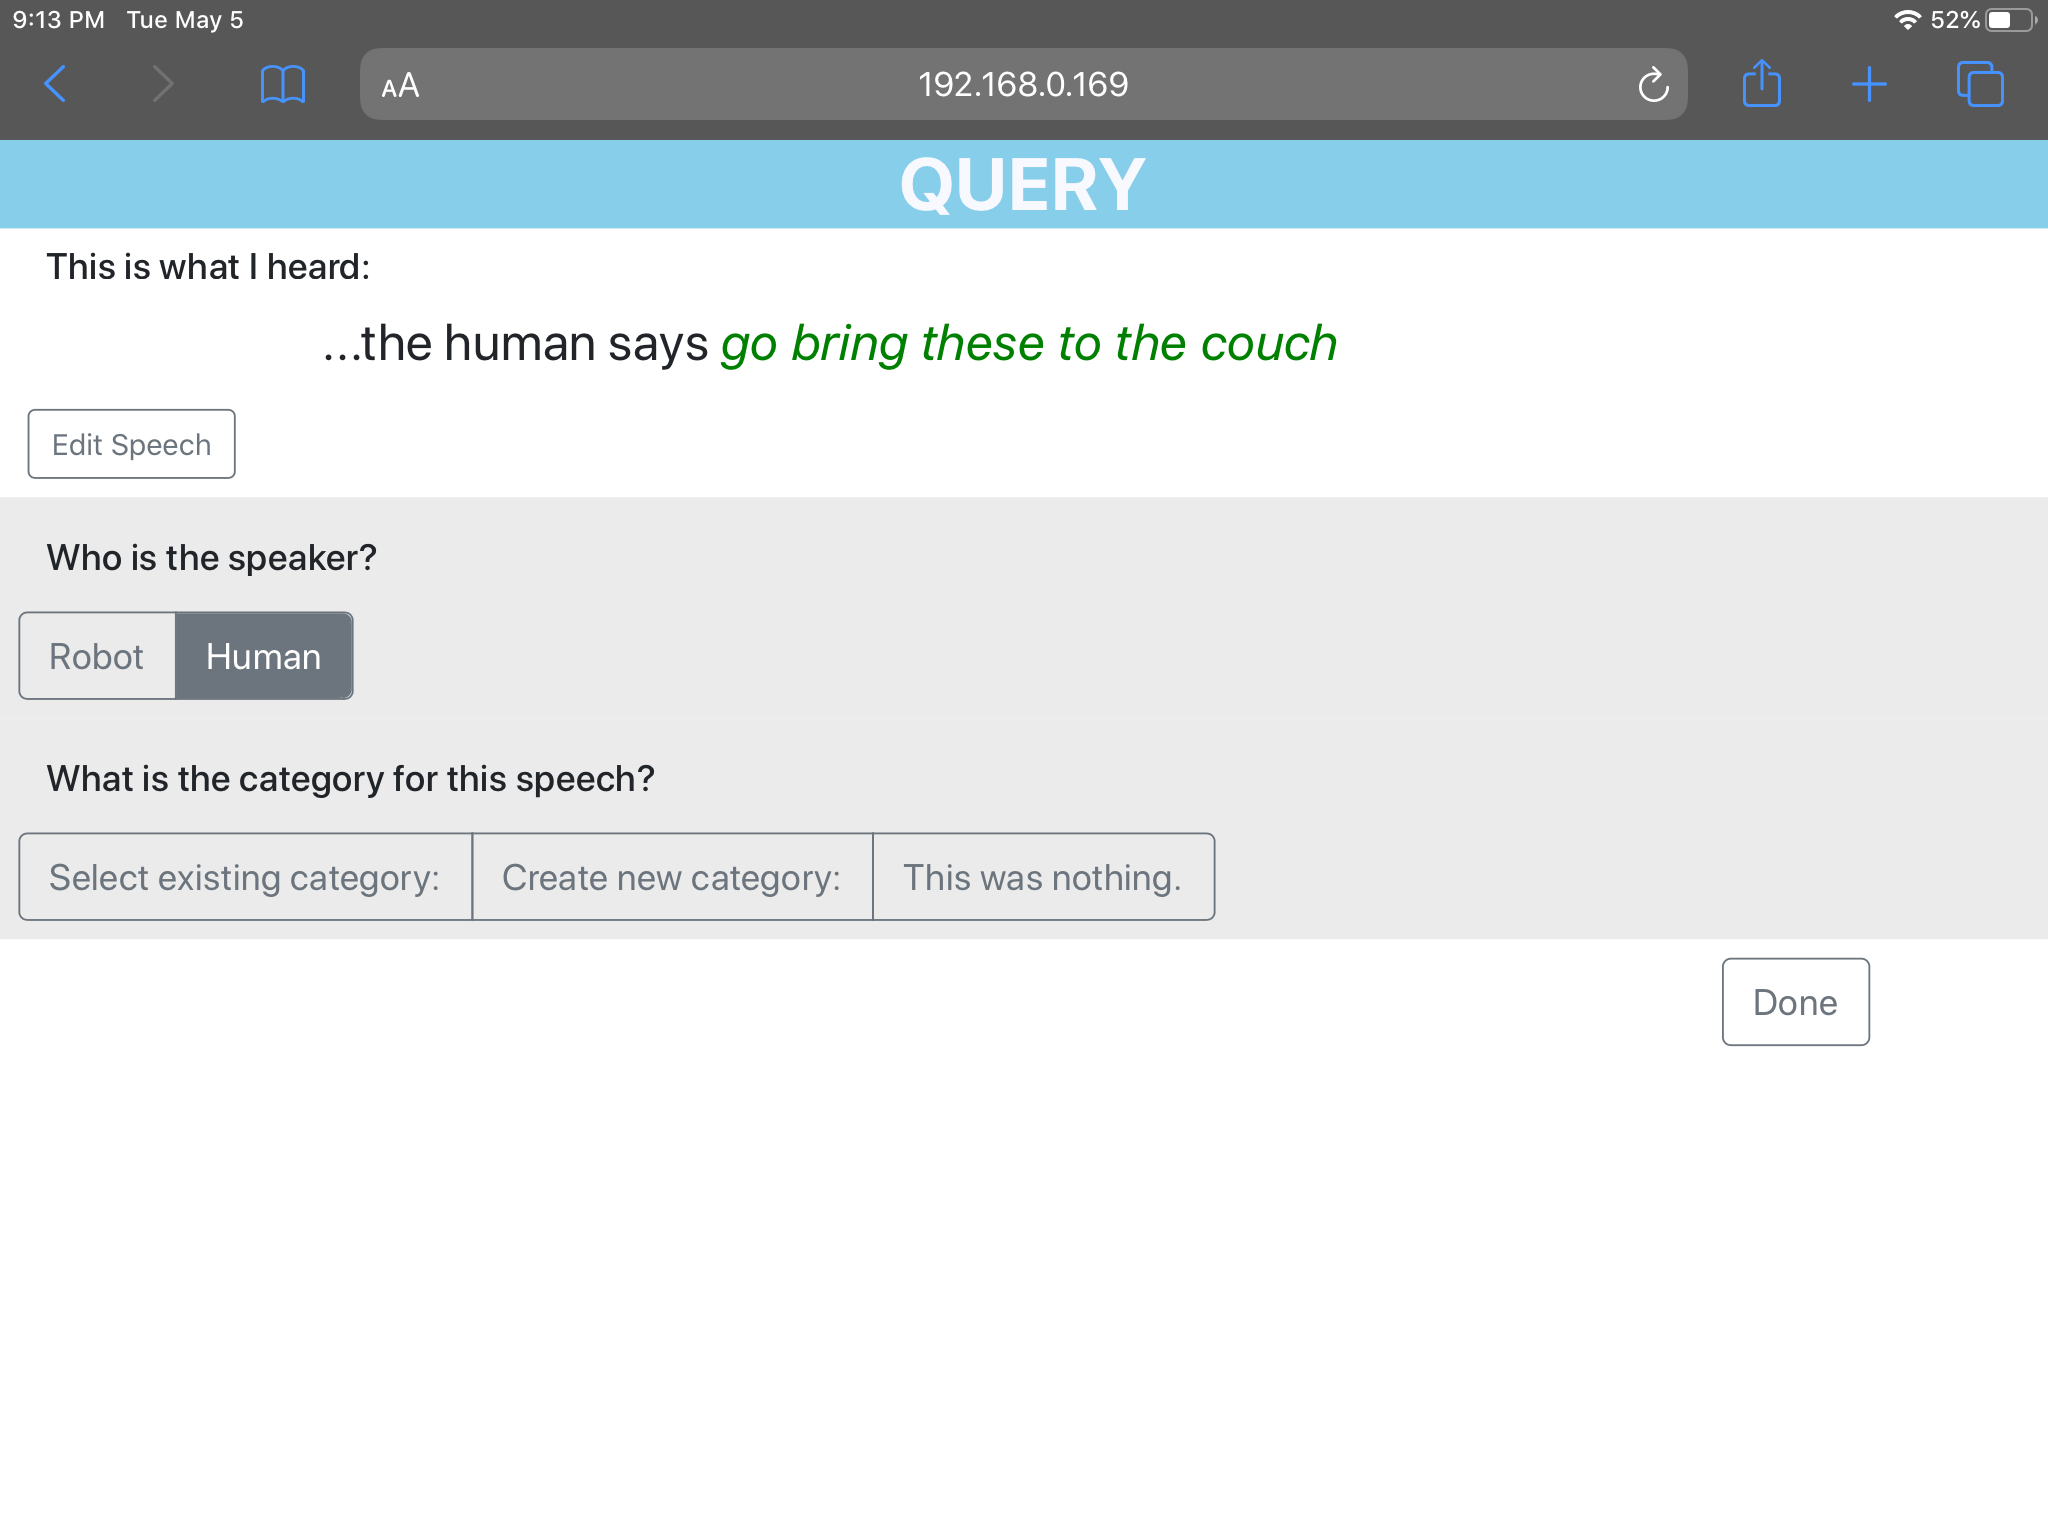 9:13 PM Tue May 5 52%
AA 192.168.0.169
QUERY
This is what I heard:
...the human says go bring these to the couch
Edit Speech
Who is the speaker?
Robot Human
What is the category for this speech?
Select existing category: Create new category: This was nothing.
Done